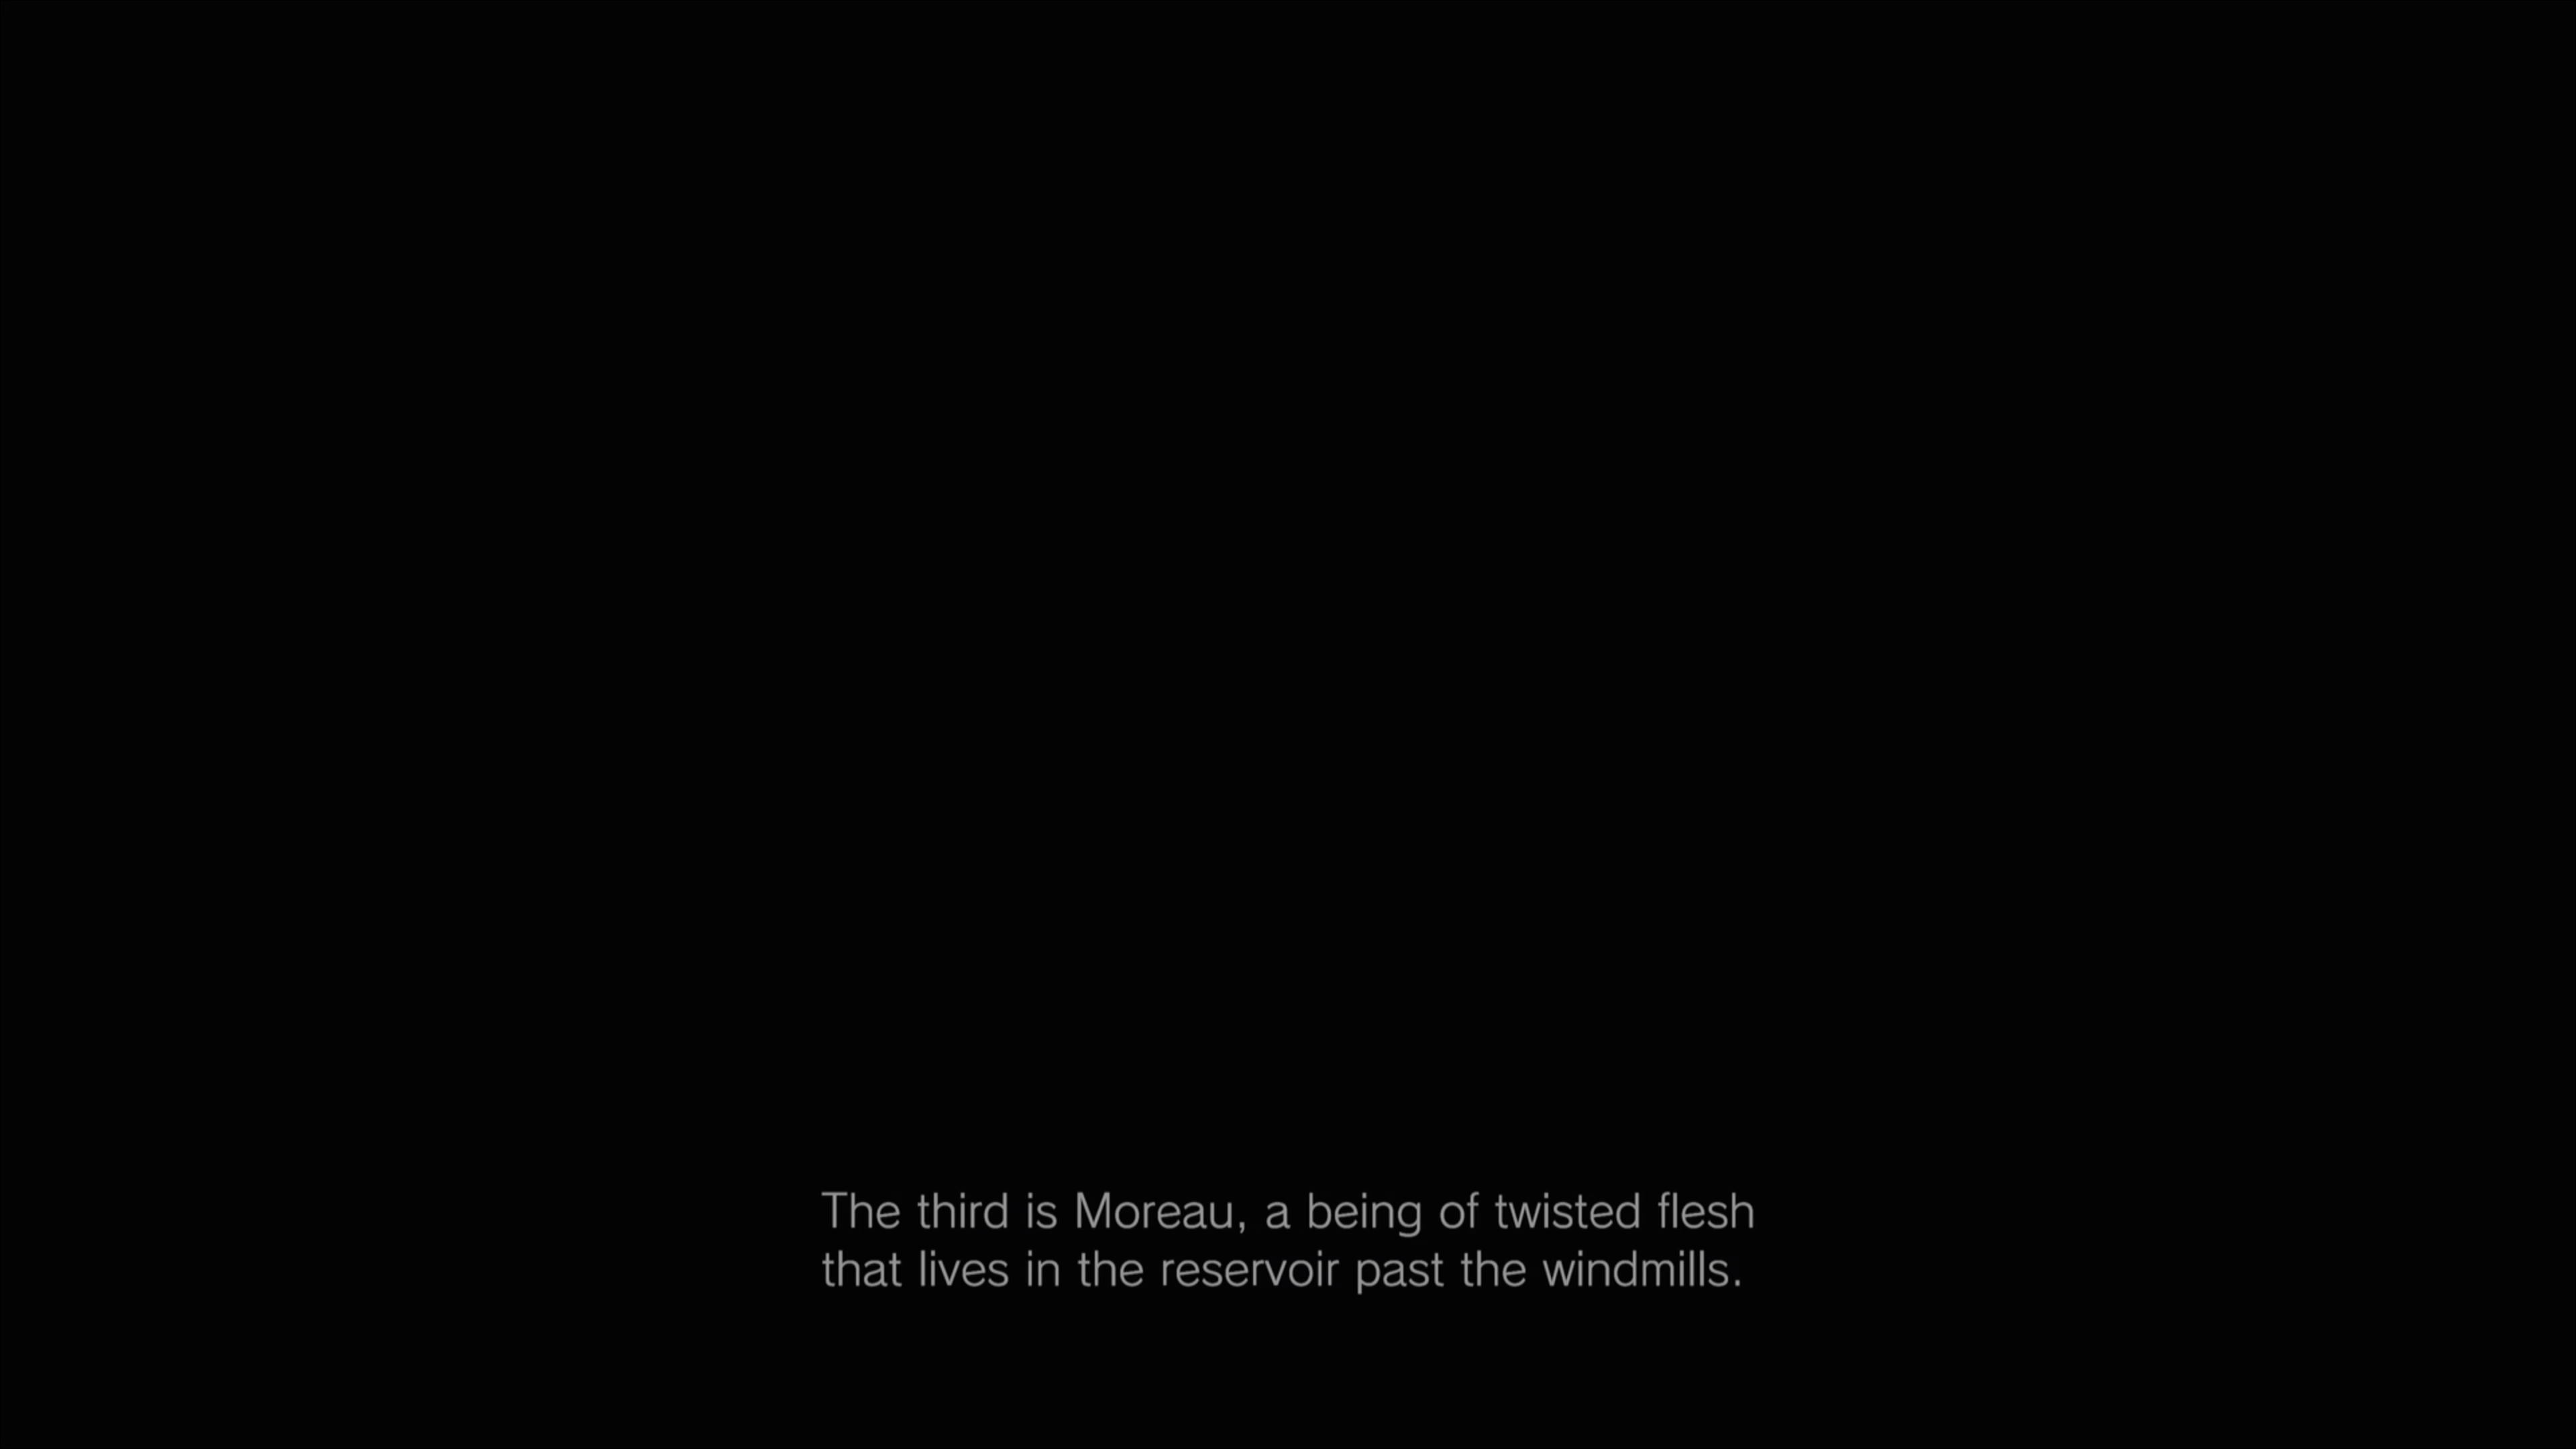 The third is Moreau, a being of twisted flesh
that lives in the reservoir past the windmills.